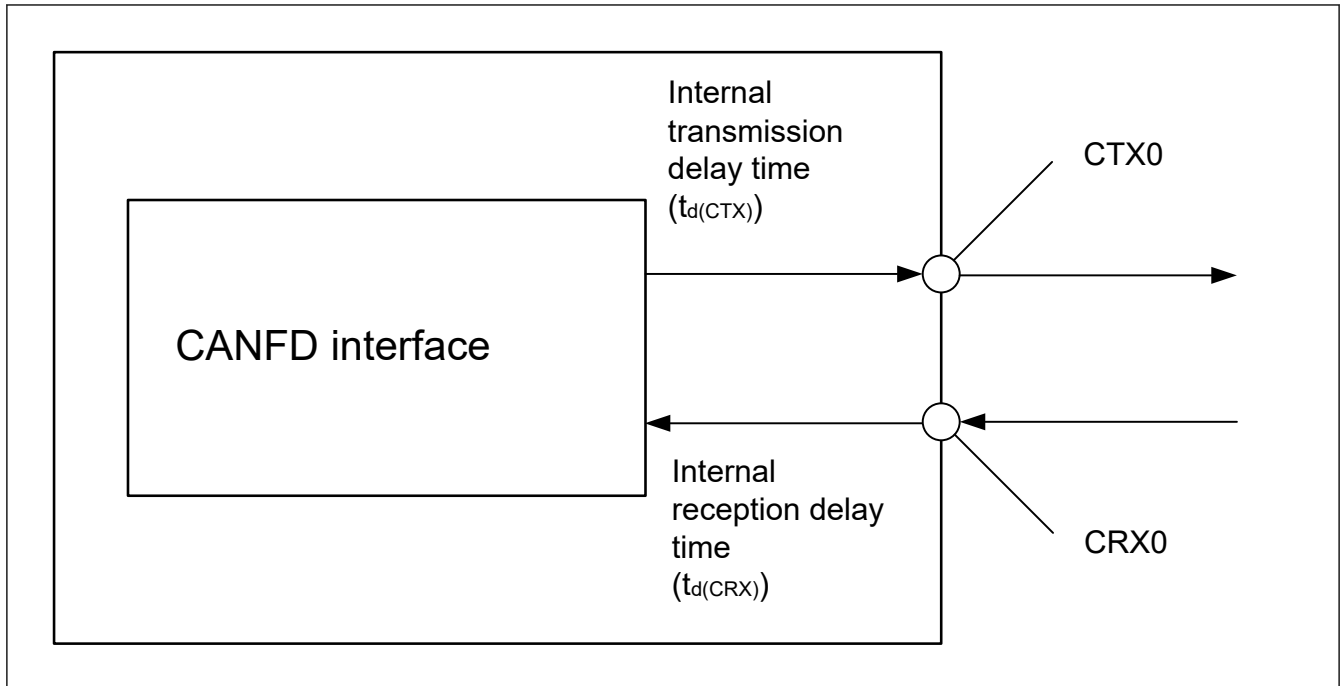 Internal
transmission
delay time
(td(CTX))
CTX0
CANFD interface
Internal
reception delay
time
(td(CRX))
CRX0